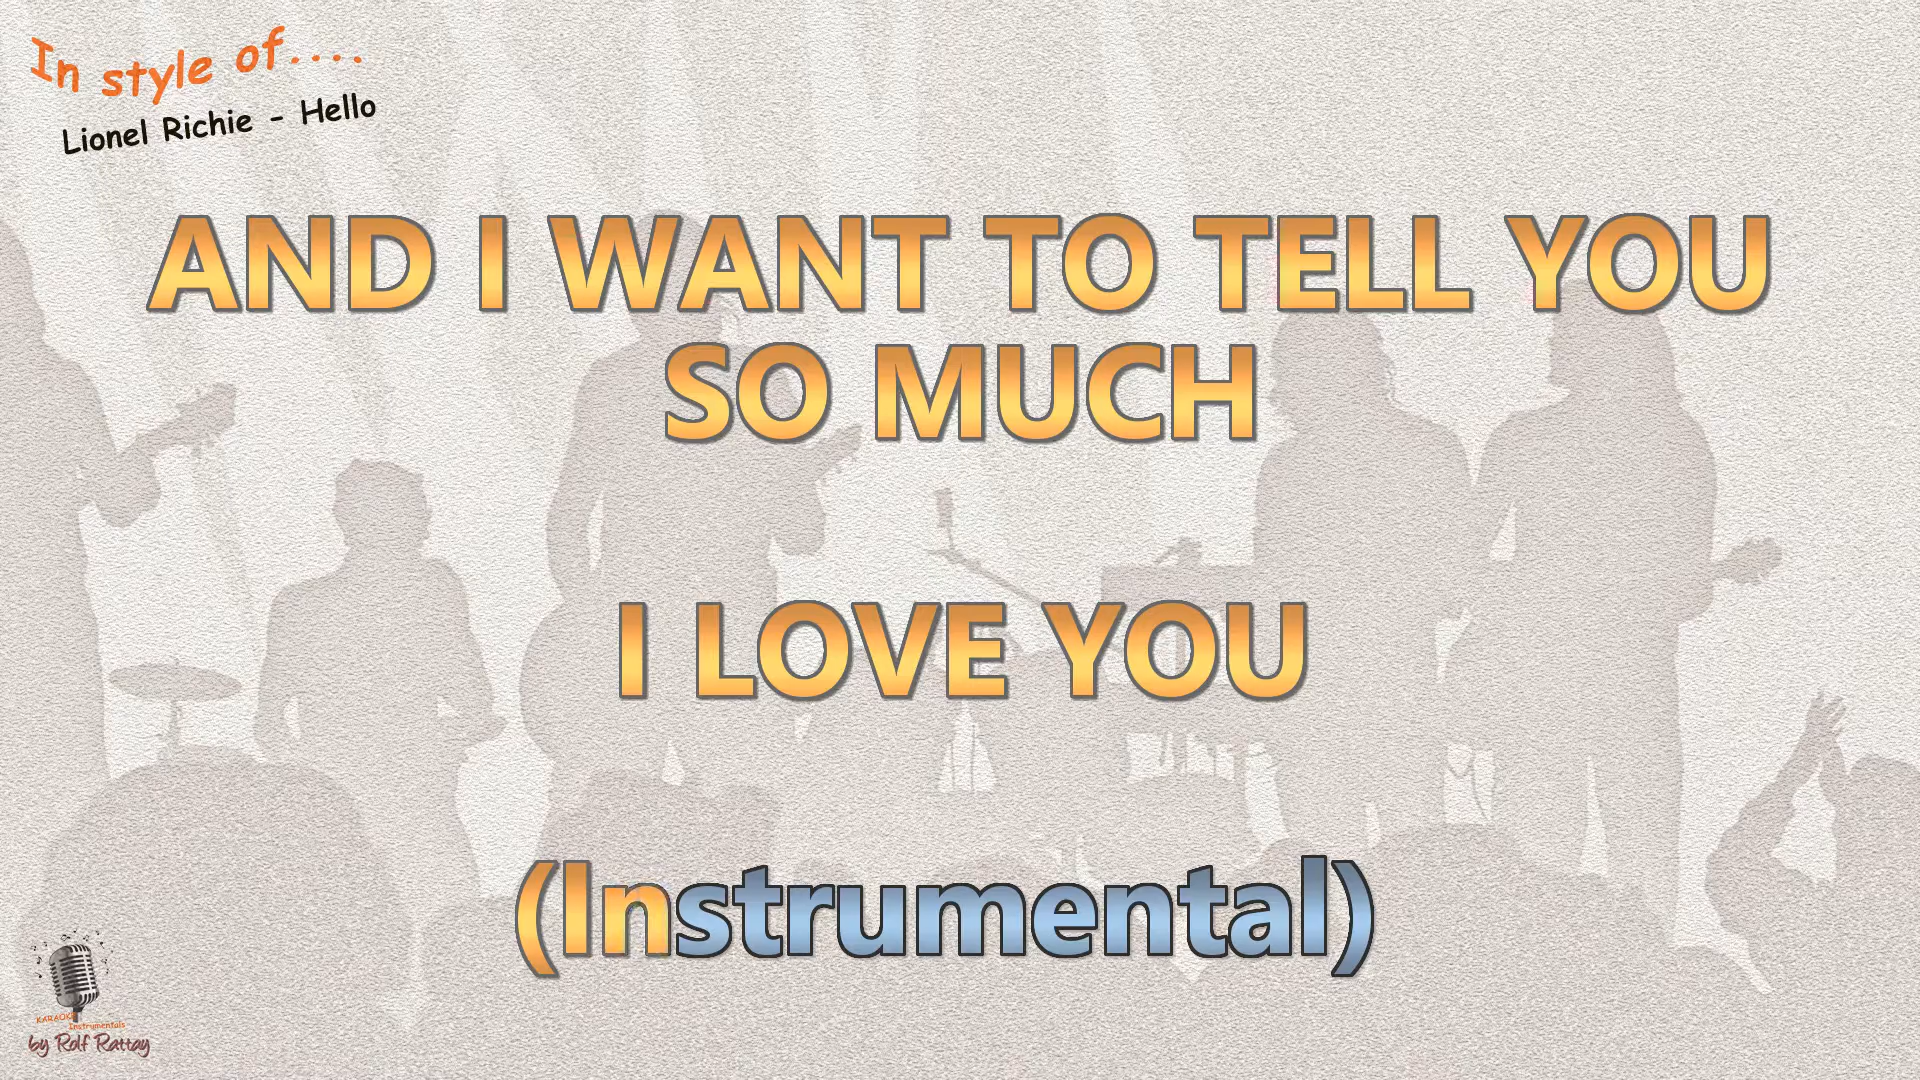 In style of....
Lionel Richie - Hello
AND I WANT TO TELL YOU
SO MUCH
I LOVE YOU
(Instrumental)
KARAOKE
Instrumentals
by Rolf Rattay